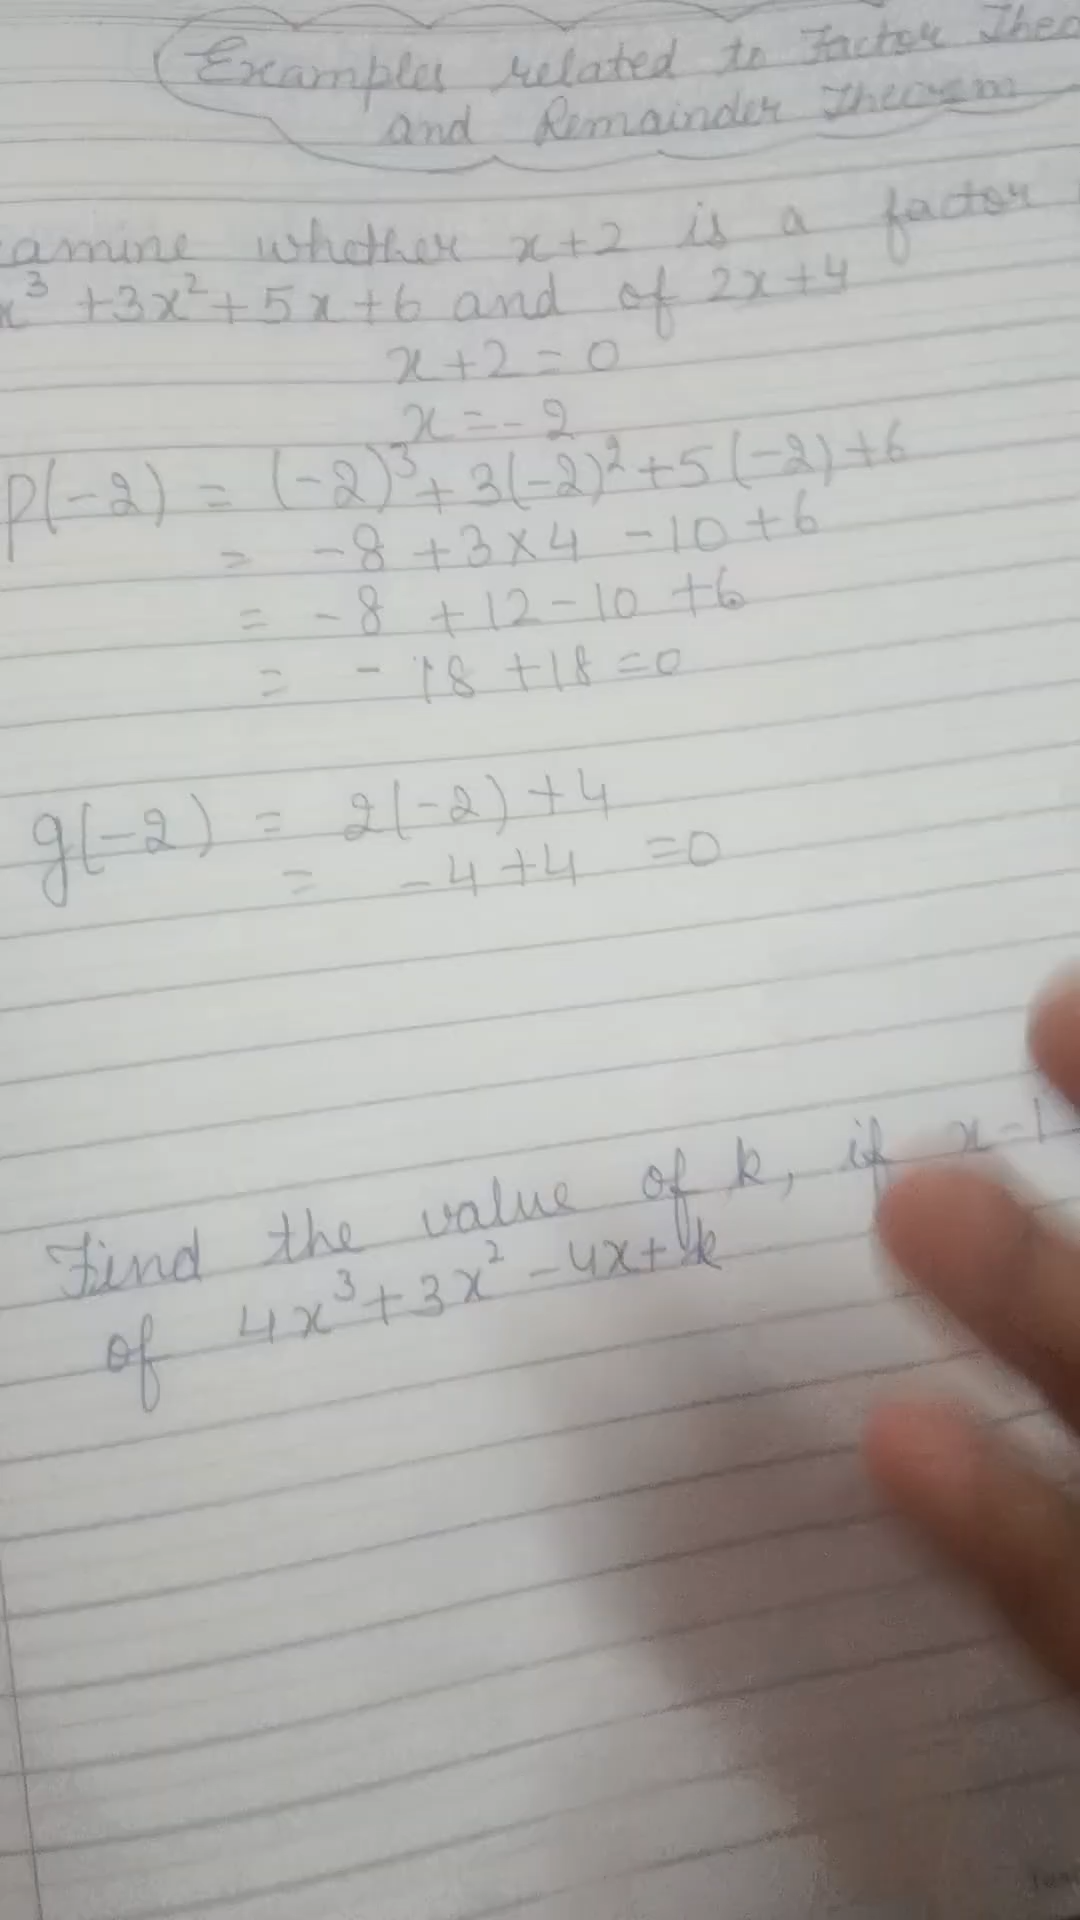 Examples related to Factor Theo
and Remainder Theorem
amine whether x+2 is a factor
x³ +3x²+5x+6 and of 2x+4
x+2=0
x=-2
p(-2) = (-2)³+3(-2)²+5(-2)+6
= -8 +3×4 -10+6
= -8 +12-10 +6
= -18 +18 =0
g(-2) = 2(-2)+4
= -4+4 =0
Find the value of k, if x-1
of 4x³+3x²-4x+k